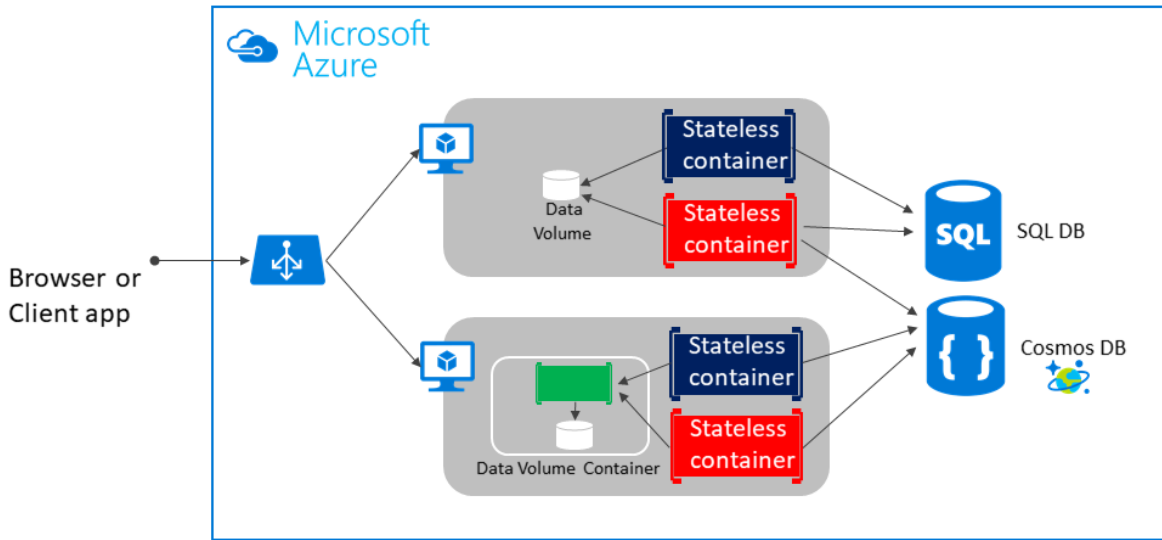 Microsoft
Azure
Stateless
container
Data
Volume
Stateless
container
SQL
SQL DB
Browser or
Client app
Stateless
container
{ }
Cosmos DB
Stateless
container
Data Volume Container